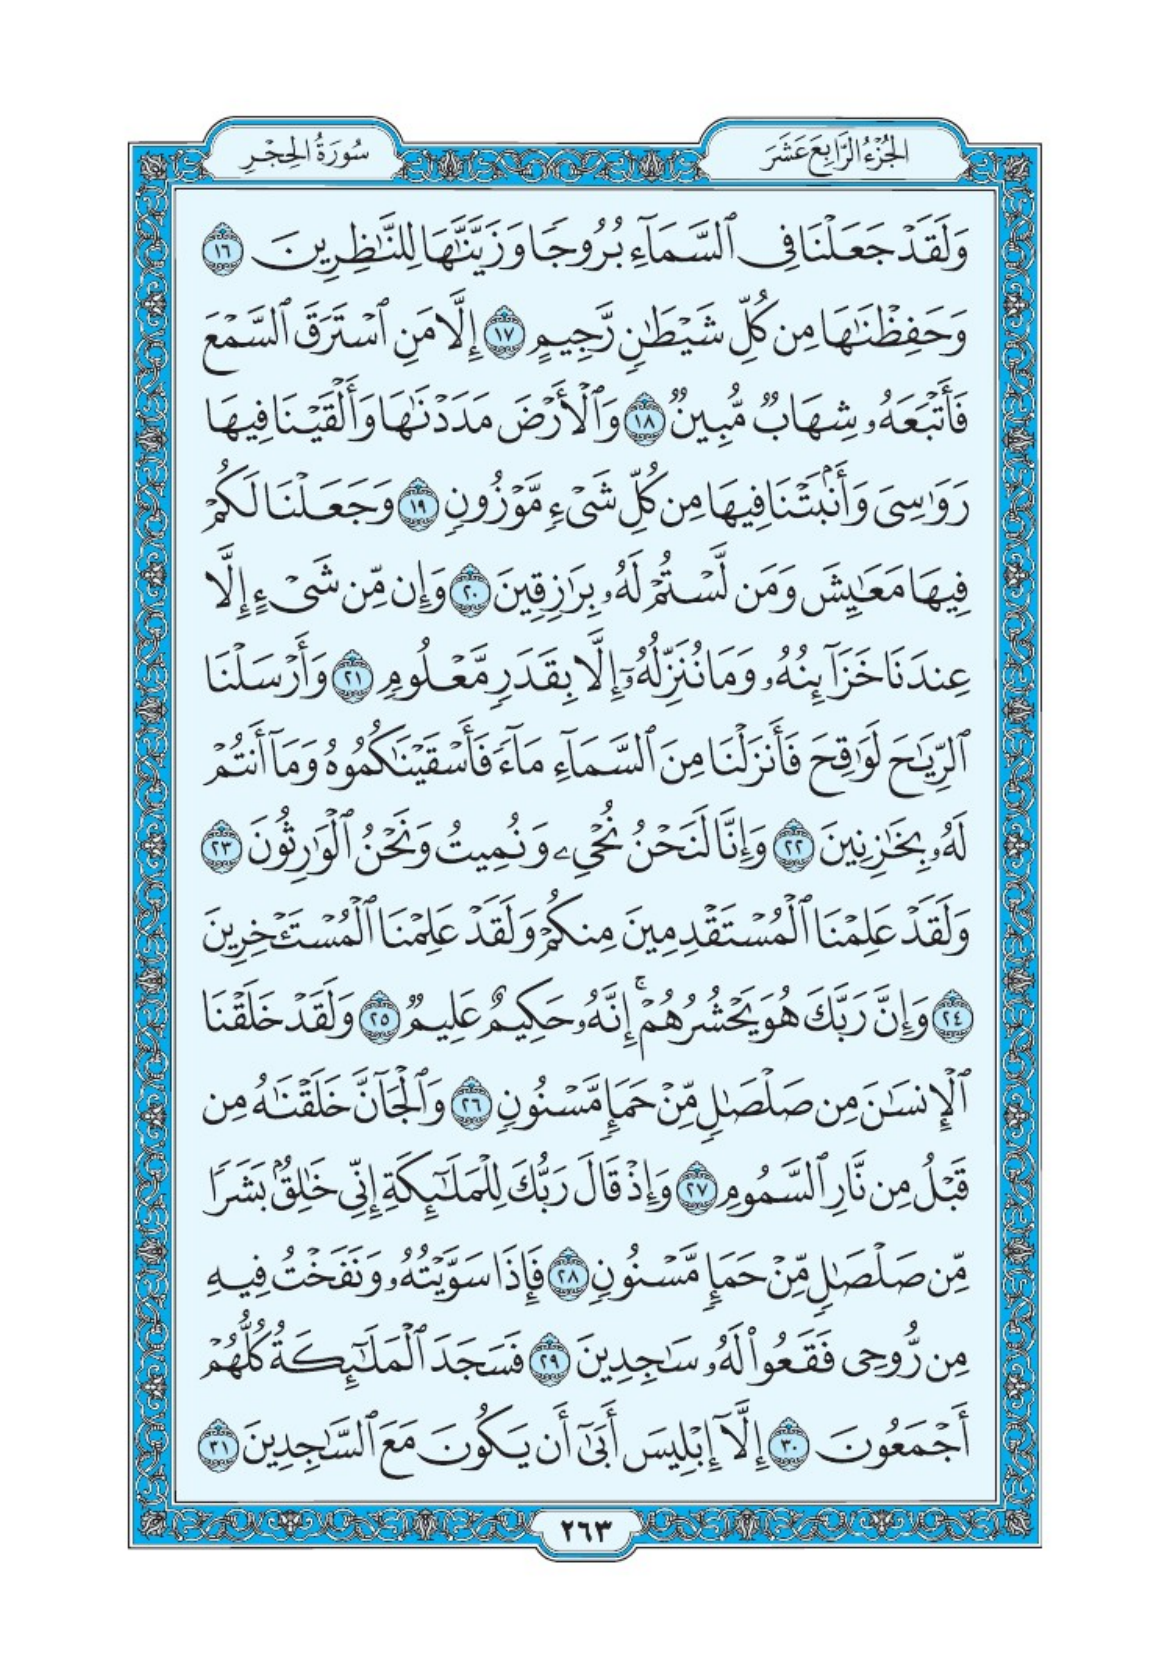 الجُزْءُ الرَّابِعَ عَشَرَ
سُورَةُ الحِجْرِ
وَلَقَدْ جَعَلْنَا فِى ٱلسَّمَآءِ بُرُوجًا وَزَيَّنَّٰهَا لِلنَّٰظِرِينَ ١٦
وَحَفِظْنَٰهَا مِن كُلِّ شَيْطَٰنٍ رَّجِيمٍ ١٧ إِلَّا مَنِ ٱسْتَرَقَ ٱلسَّمْعَ
فَأَتْبَعَهُۥ شِهَابٌ مُّبِينٌ ١٨ وَٱلْأَرْضَ مَدَدْنَٰهَا وَأَلْقَيْنَا فِيهَا
رَوَٰسِىَ وَأَنۢبَتْنَا فِيهَا مِن كُلِّ شَىْءٍ مَّوْزُونٍ ١٩ وَجَعَلْنَا لَكُمْ
فِيهَا مَعَٰيِشَ وَمَن لَّسْتُمْ لَهُۥ بِرَٰزِقِينَ ٢٠ وَإِن مِّن شَىْءٍ إِلَّا
عِندَنَا خَزَآئِنُهُۥ وَمَا نُنَزِّلُهُۥٓ إِلَّا بِقَدَرٍ مَّعْلُومٍ ٢١ وَأَرْسَلْنَا
ٱلرِّيَٰحَ لَوَٰقِحَ فَأَنزَلْنَا مِنَ ٱلسَّمَآءِ مَآءً فَأَسْقَيْنَٰكُمُوهُ وَمَآ أَنتُمْ
لَهُۥ بِخَٰزِنِينَ ٢٢ وَإِنَّا لَنَحْنُ نُحْىِۦ وَنُمِيتُ وَنَحْنُ ٱلْوَٰرِثُونَ ٢٣
وَلَقَدْ عَلِمْنَا ٱلْمُسْتَقْدِمِينَ مِنكُمْ وَلَقَدْ عَلِمْنَا ٱلْمُسْتَـْٔخِرِينَ
٢٤ وَإِنَّ رَبَّكَ هُوَ يَحْشُرُهُمْ ۚ إِنَّهُۥ حَكِيمٌ عَلِيمٌ ٢٥ وَلَقَدْ خَلَقْنَا
ٱلْإِنسَٰنَ مِن صَلْصَٰلٍ مِّنْ حَمَإٍ مَّسْنُونٍ ٢٦ وَٱلْجَآنَّ خَلَقْنَٰهُ مِن
قَبْلُ مِن نَّارِ ٱلسَّمُومِ ٢٧ وَإِذْ قَالَ رَبُّكَ لِلْمَلَٰٓئِكَةِ إِنِّى خَٰلِقٌۢ بَشَرًا
مِّن صَلْصَٰلٍ مِّنْ حَمَإٍ مَّسْنُونٍ ٢٨ فَإِذَا سَوَّيْتُهُۥ وَنَفَخْتُ فِيهِ
مِن رُّوحِى فَقَعُوا۟ لَهُۥ سَٰجِدِينَ ٢٩ فَسَجَدَ ٱلْمَلَٰٓئِكَةُ كُلُّهُمْ
أَجْمَعُونَ ٣٠ إِلَّآ إِبْلِيسَ أَبَىٰٓ أَن يَكُونَ مَعَ ٱلسَّٰجِدِينَ ٣١
٢٦٣